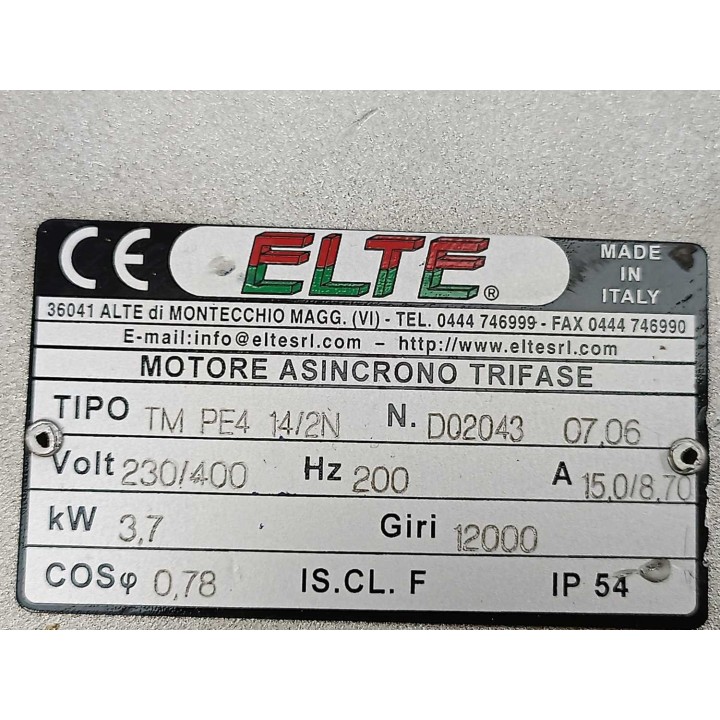 CE ELTE ® MADE IN ITALY
36041 ALTE di MONTECCHIO MAGG. (VI) - TEL. 0444 746999 - FAX 0444 746990
E-mail:info@eltesrl.com – http://www.eltesrl.com
MOTORE ASINCRONO TRIFASE
TIPO TM PE4 14/2N N. D02043 07.06
Volt 230/400 Hz 200 A 15,0/8,70
kW 3,7 Giri 12000
COSφ 0,78 IS.CL. F IP 54